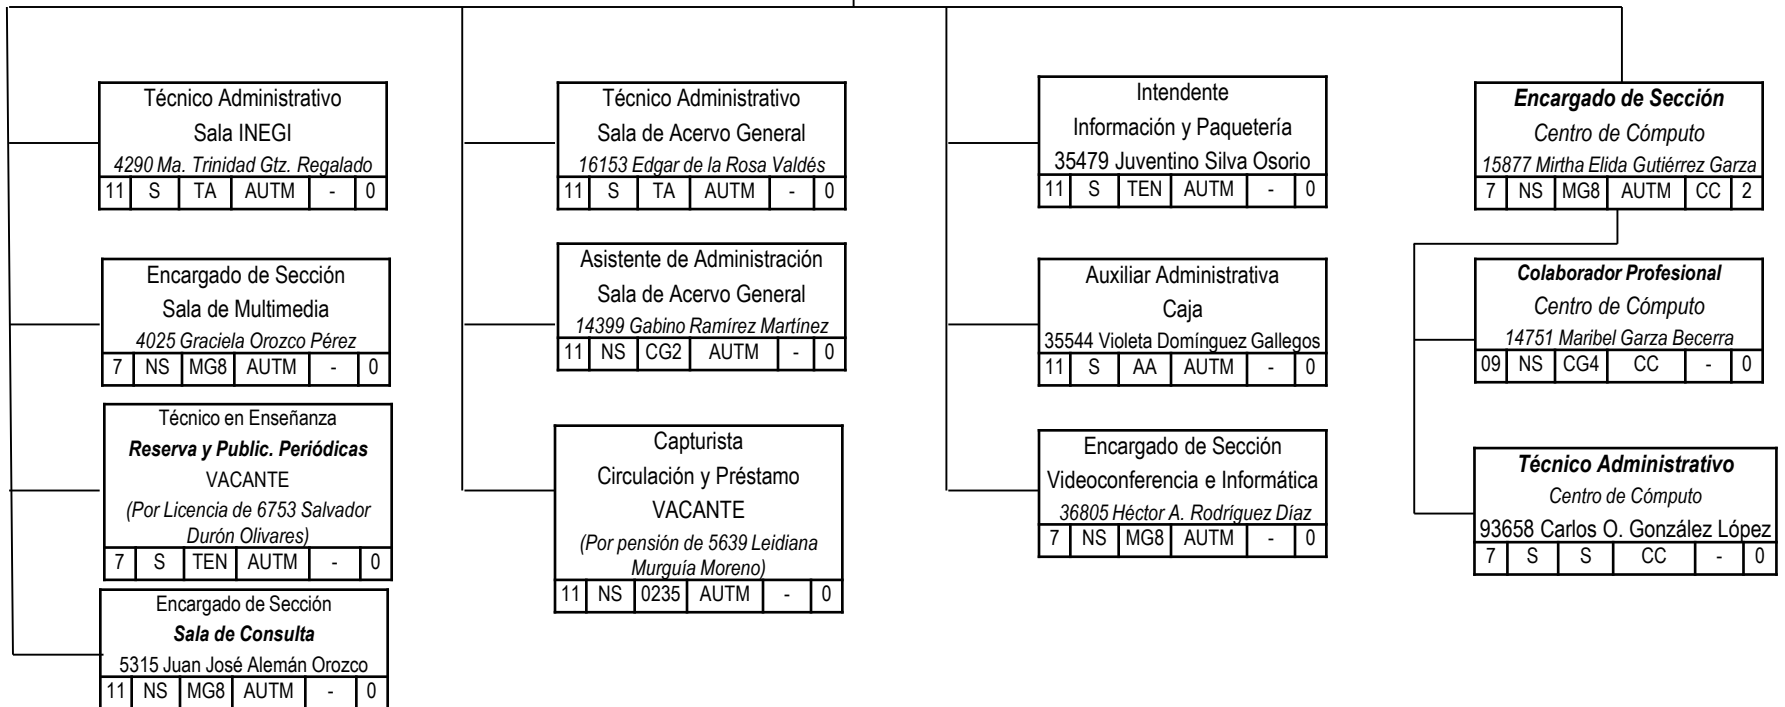 Técnico Administrativo
Sala INEGI
4290 Ma. Trinidad Gtz. Regalado
11 S TA AUTM - 0
Encargado de Sección
Sala de Multimedia
4025 Graciela Orozco Pérez
7 NS MG8 AUTM - 0
Técnico en Enseñanza
Reserva y Public. Periódicas
VACANTE
(Por Licencia de 6753 Salvador
Durón Olivares)
7 S TEN AUTM - 0
Encargado de Sección
Sala de Consulta
5315 Juan José Alemán Orozco
11 NS MG8 AUTM - 0
Técnico Administrativo
Sala de Acervo General
16153 Edgar de la Rosa Valdés
11 S TA AUTM - 0
Asistente de Administración
Sala de Acervo General
14399 Gabino Ramírez Martínez
11 NS CG2 AUTM - 0
Capturista
Circulación y Préstamo
VACANTE
(Por pensión de 5639 Leidiana
Murguía Moreno)
11 NS 0235 AUTM - 0
Intendente
Información y Paquetería
35479 Juventino Silva Osorio
11 S TEN AUTM - 0
Auxiliar Administrativa
Caja
35544 Violeta Domínguez Gallegos
11 S AA AUTM - 0
Encargado de Sección
Videoconferencia e Informática
36805 Héctor A. Rodríguez Díaz
7 NS MG8 AUTM - 0
Encargado de Sección
Centro de Cómputo
15877 Mirtha Elida Gutiérrez Garza
7 NS MG8 AUTM CC 2
Colaborador Profesional
Centro de Cómputo
14751 Maribel Garza Becerra
09 NS CG4 CC - 0
Técnico Administrativo
Centro de Cómputo
93658 Carlos O. González López
7 S S CC - 0